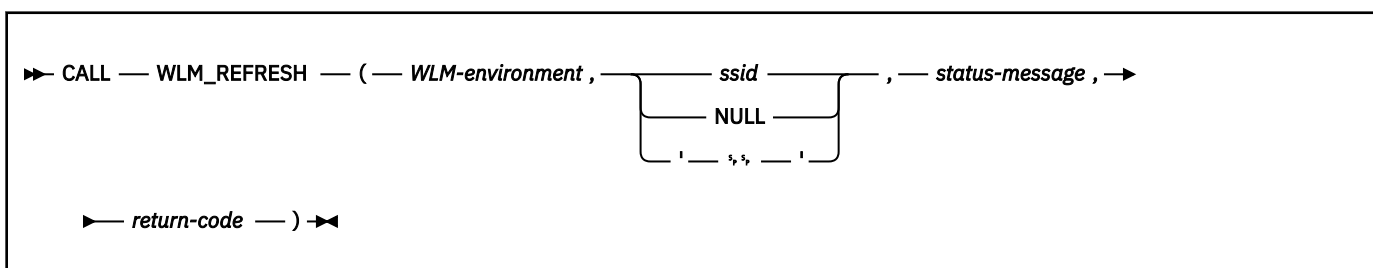 CALL WLM_REFRESH ( WLM-environment , ssid , status-message ,
NULL
' '
return-code )